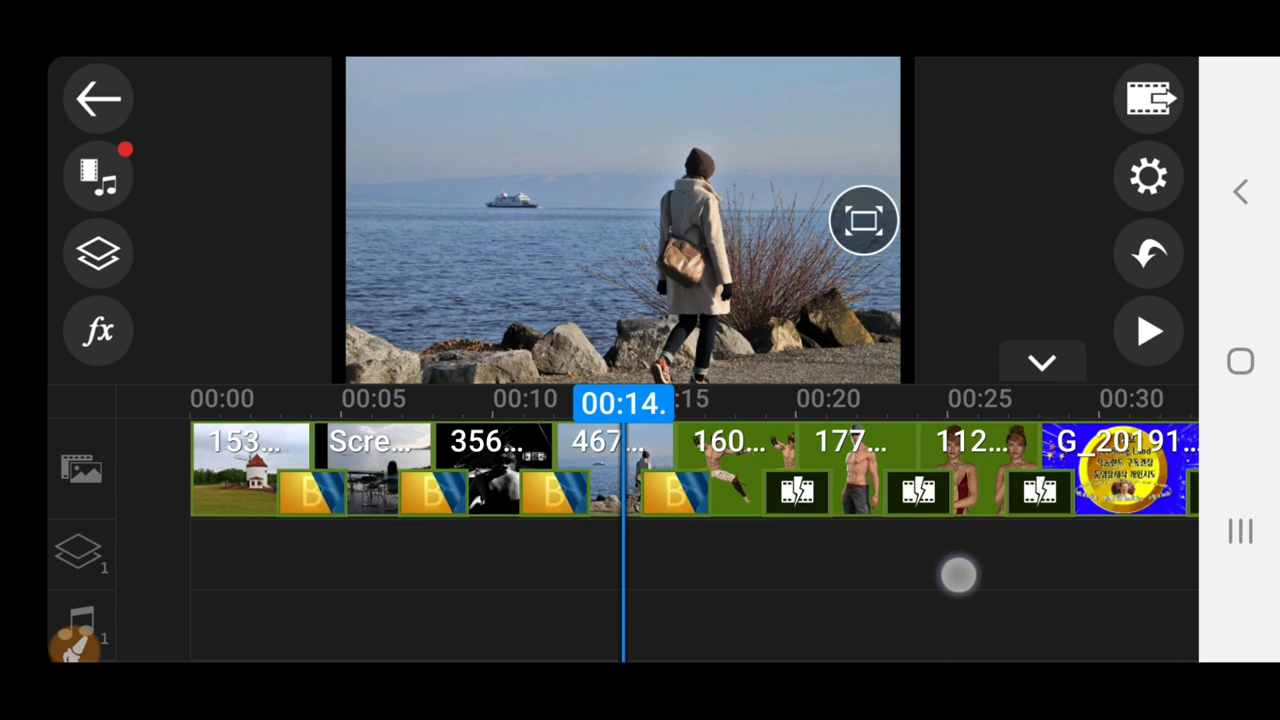 fx
00:00
00:05
00:10
00:14.
:15
00:20
00:25
00:30
153...
Scre...
356...
467
160...
177...
112...
G_20191...
B
B
B
B
1
1